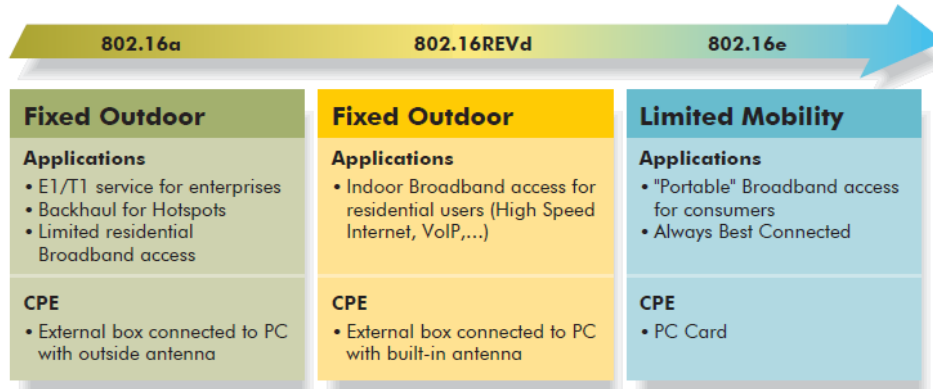 802.16a
802.16REVd
802.16e
Fixed Outdoor
Applications
• E1/T1 service for enterprises
• Backhaul for Hotspots
• Limited residential
Broadband access
CPE
• External box connected to PC
with outside antenna
Fixed Outdoor
Applications
• Indoor Broadband access for
residential users (High Speed
Internet, VoIP,...)
CPE
• External box connected to PC
with built-in antenna
Limited Mobility
Applications
• "Portable" Broadband access
for consumers
• Always Best Connected
CPE
• PC Card